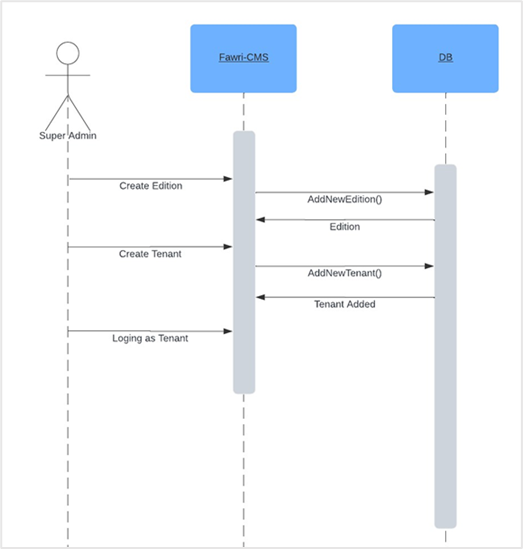 Fawri-CMS
DB
Super Admin
Create Edition
AddNewEdition()
Edition
Create Tenant
AddNewTenant()
Tenant Added
Loging as Tenant